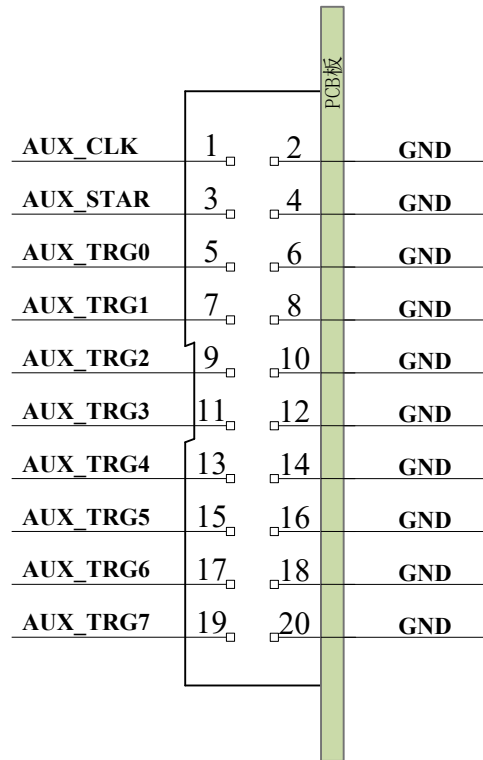 PCB板
AUX_CLK 1 2 GND
AUX_STAR 3 4 GND
AUX_TRG0 5 6 GND
AUX_TRG1 7 8 GND
AUX_TRG2 9 10 GND
AUX_TRG3 11 12 GND
AUX_TRG4 13 14 GND
AUX_TRG5 15 16 GND
AUX_TRG6 17 18 GND
AUX_TRG7 19 20 GND